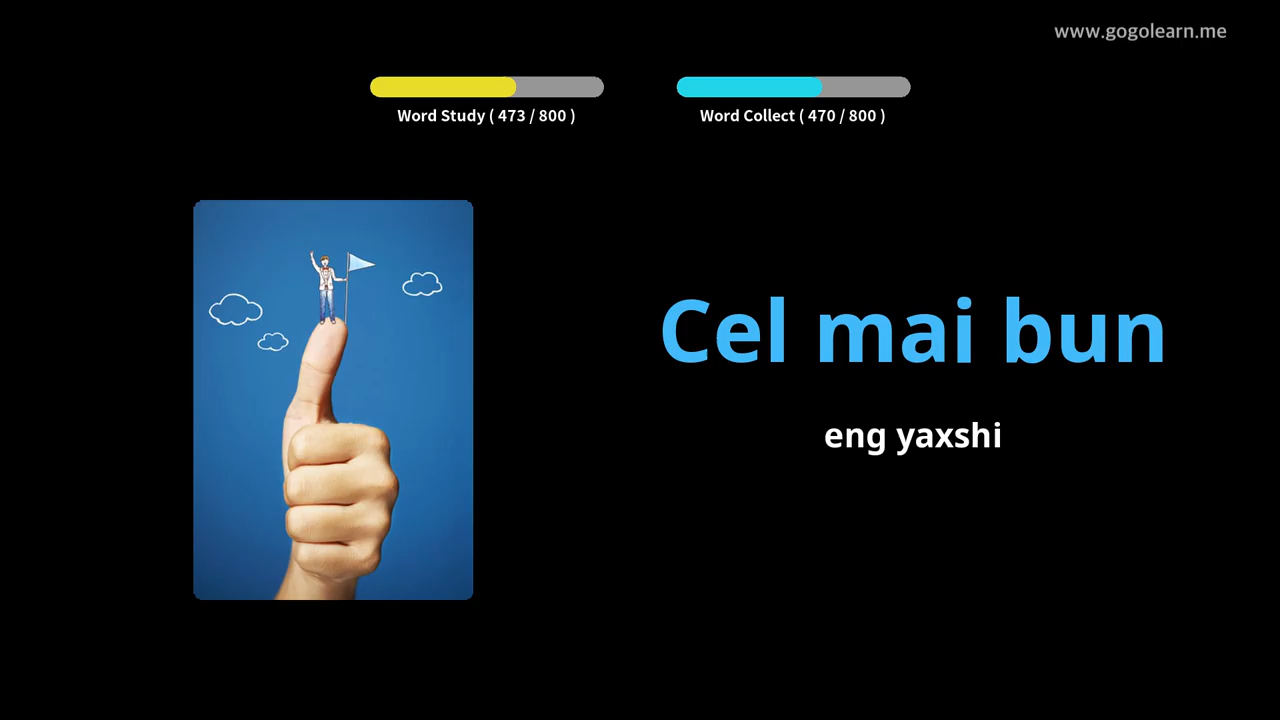 www.gogolearn.me
Word Study ( 473 / 800 )
Word Collect ( 470 / 800 )
Cel mai bun
eng yaxshi